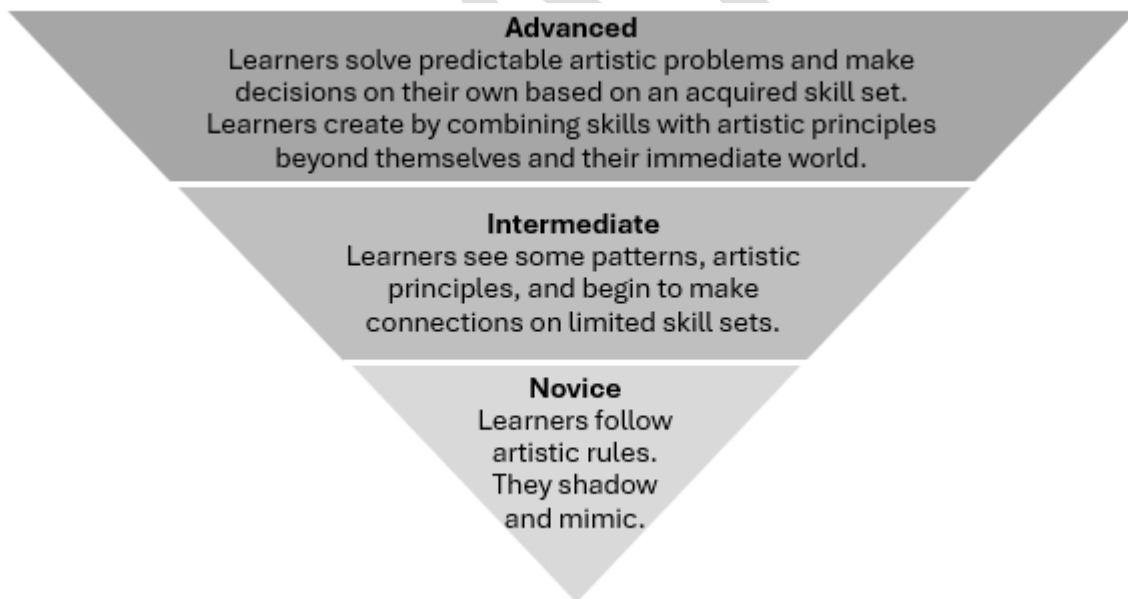 Advanced
Learners solve predictable artistic problems and make
decisions on their own based on an acquired skill set.
Learners create by combining skills with artistic principles
beyond themselves and their immediate world.
Intermediate
Learners see some patterns, artistic
principles, and begin to make
connections on limited skill sets.
Novice
Learners follow
artistic rules.
They shadow
and mimic.